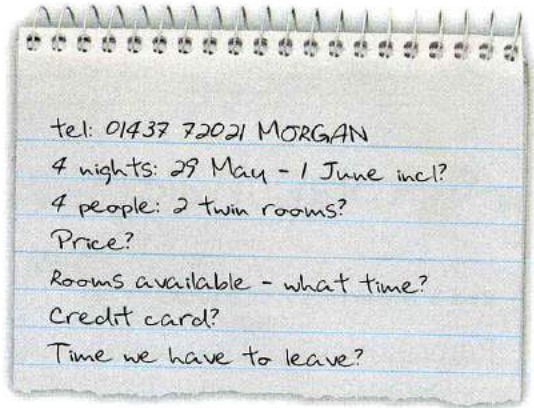 tel: 01437 72021 MORGAN
4 nights: 29 May - 1 June incl?
4 people: 2 twin rooms?
Price?
Rooms available - what time?
Credit card?
Time we have to leave?